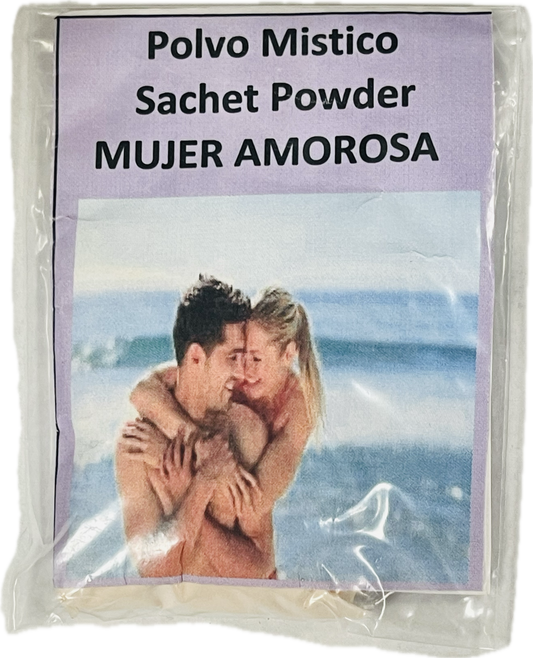 Polvo Mistico
Sachet Powder
MUJER AMOROSA